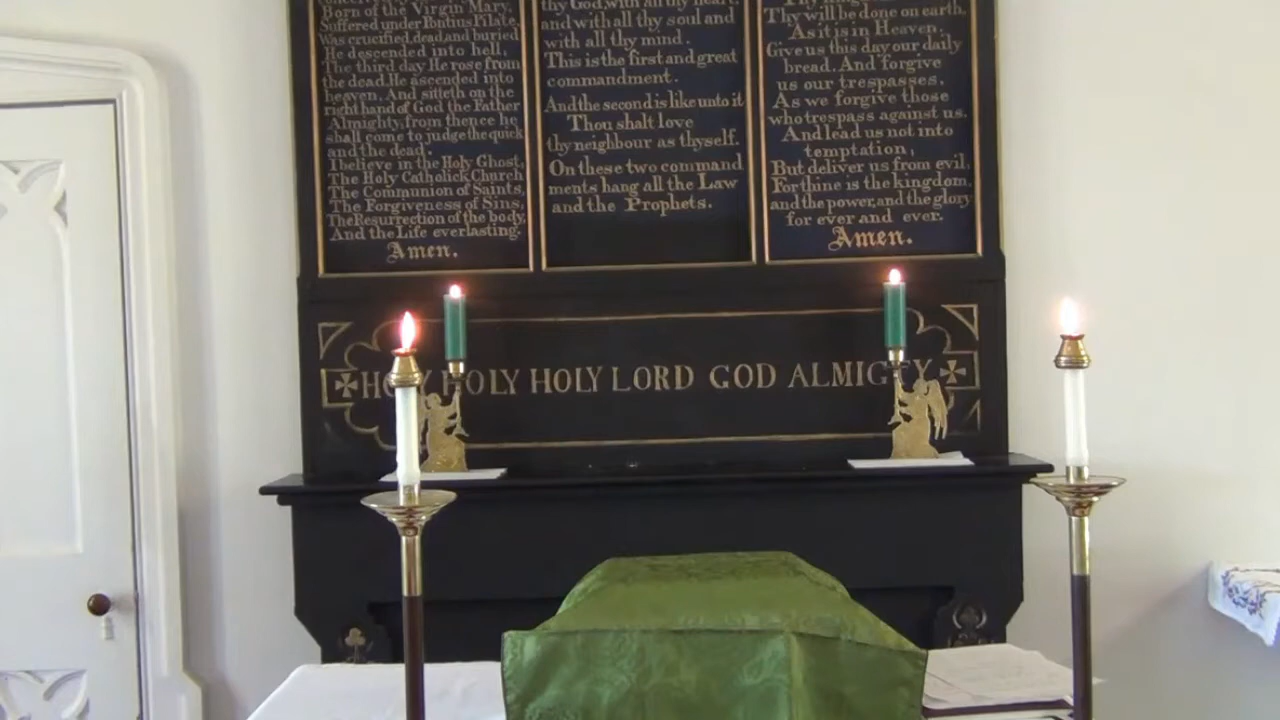 Born of the Virgin Mary,
Suffered under Pontius Pilate,
Was crucified, dead and buried
He descended into hell,
The third day He rose from
the dead, He ascended into
heaven, And sitteth on the
right hand of God the Father
Almighty, from thence he
shall come to judge the quick
and the dead.
I believe in the Holy Ghost,
The Holy Catholick Church
The Communion of Saints,
The Forgiveness of Sins,
The Resurrection of the body,
And the Life everlasting.
Amen.
thy God, with all thy heart,
and with all thy soul and
with all thy mind.
This is the first and great
commandment.
And the second is like unto it
Thou shalt love
thy neighbour as thyself.
On these two command
ments hang all the Law
and the Prophets.
Thy will be done on earth,
As it is in Heaven.
Give us this day our daily
bread. And forgive
us our trespasses,
As we forgive those
who trespass against us.
And lead us not into
temptation,
But deliver us from evil,
For thine is the kingdom,
and the power, and the glory
for ever and ever.
Amen.
HOLY HOLY HOLY LORD GOD ALMIGTY